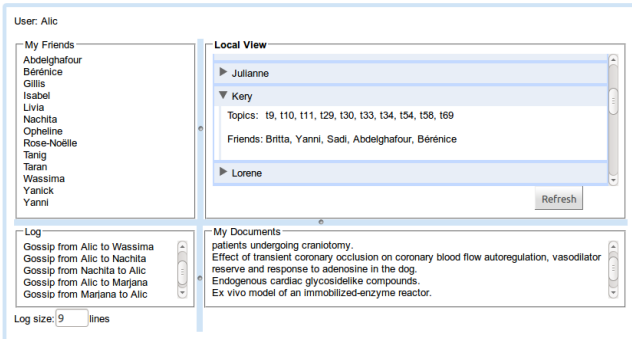 User: Alic
My Friends
Abdelghafour
Bérénice
Gillis
Isabel
Livia
Nachita
Opheline
Rose-Noëlle
Tanig
Taran
Wassima
Yanick
Yanni
Local View
Julianne
Kery
Topics: t9, t10, t11, t29, t30, t33, t34, t54, t58, t69
Friends: Britta, Yanni, Sadi, Abdelghafour, Bérénice
Lorene
Refresh
Log
Gossip from Alic to Wassima
Gossip from Alic to Nachita
Gossip from Nachita to Alic
Gossip from Alic to Marjana
Gossip from Marjana to Alic
Log size: 9 lines
My Documents
patients undergoing craniotomy.
Effect of transient coronary occlusion on coronary blood flow autoregulation, vasodilator
reserve and response to adenosine in the dog.
Endogenous cardiac glycosidelike compounds.
Ex vivo model of an immobilized-enzyme reactor.